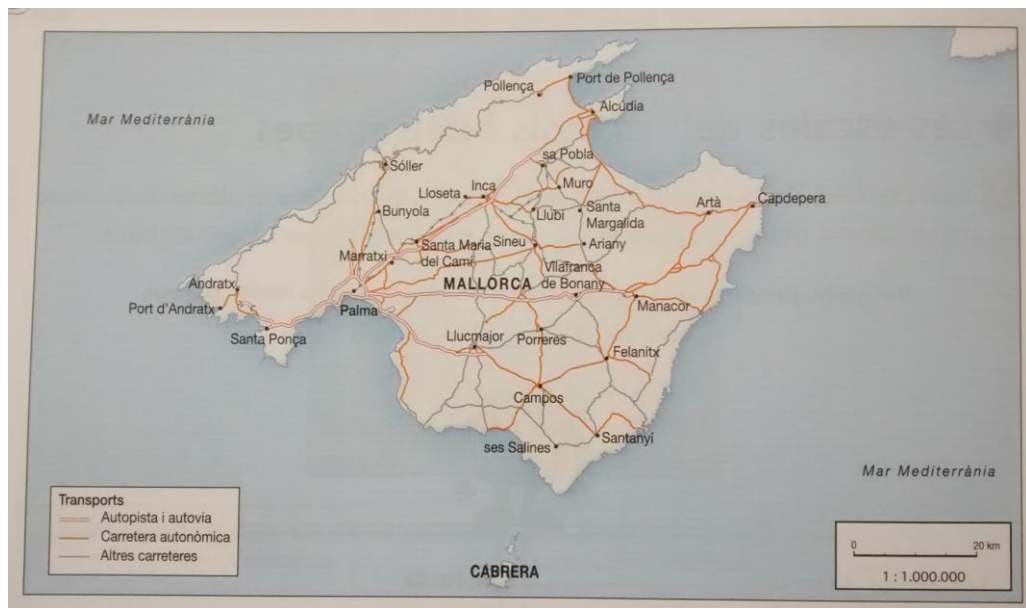 Mar Mediterrània
Pollença
Port de Pollença
Alcúdia
Sóller
sa Pobla
Lloseta
Inca
Muro
Artà
Capdepera
Bunyola
Llubí
Santa
Margalida
Marratxí
Santa Maria
del Camí
Sineu
Ariany
Vilafranca
de Bonany
MALLORCA
Andratx
Port d'Andratx
Palma
Manacor
Santa Ponça
Llucmajor
Porreres
Felanitx
Campos
ses Salines
Santanyí
Mar Mediterrània
Transports
Autopista i autovia
Carretera autonòmica
Altres carreteres
CABRERA
0 20 km
1 : 1.000.000